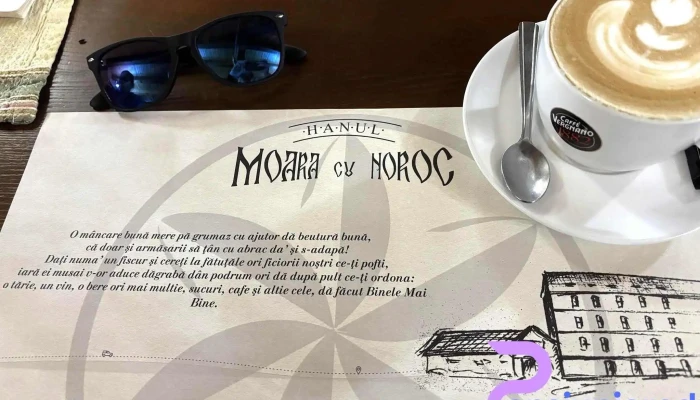 ·H·A·N·U·L·
MOARA CU NOROC
O mâncare bună mere pă grumaz cu ajutor dă beutură bună,
că doar și armăsarii să țân cu abrac da' și s-adapă!
Dați numa' un fiscur și cereți la fătuțăle ori ficiorii noștri ce-ți pofti,
iară ei musai v-or aduce dăgrabă dân podrum ori dă după pult ce-ți ordona:
o tărie, un vin, o bere ori mai multie, sucuri, cafe și altie cele, dă făcut Binele Mai
Bine.
Caffè
VERGNANO
1882